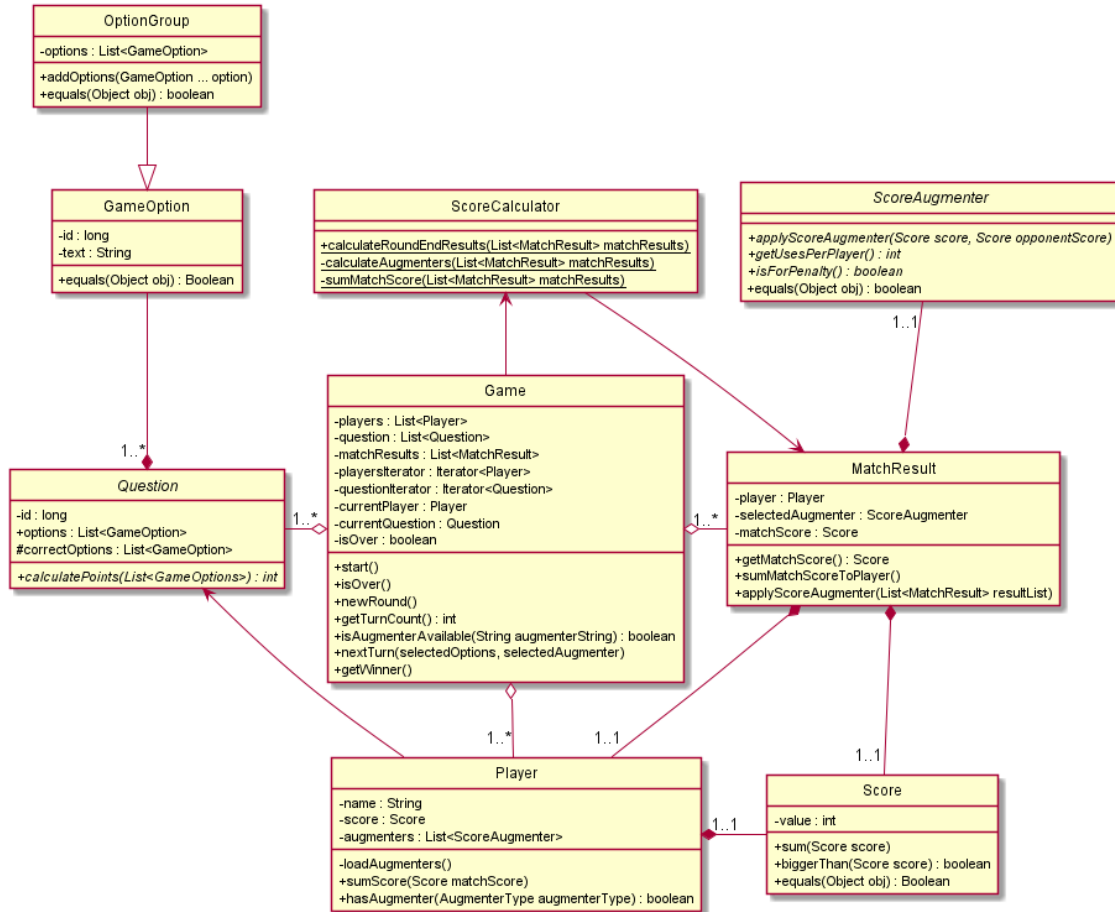 OptionGroup
-options : List<GameOption>
+addOptions(GameOption ... option)
+equals(Object obj) : boolean
GameOption
-id : long
-text : String
+equals(Object obj) : Boolean
ScoreCalculator
+calculateRoundEndResults(List<MatchResult> matchResults)
-calculateAugmenters(List<MatchResult> matchResults)
-sumMatchScore(List<MatchResult> matchResults)
ScoreAugmenter
+applyScoreAugmenter(Score score, Score opponentScore)
+getUsesPerPlayer() : int
+isForPenalty() : boolean
+equals(Object obj) : boolean
1..1
Game
-players : List<Player>
-question : List<Question>
-matchResults : List<MatchResult>
-playersIterator : Iterator<Player>
-questionIterator : Iterator<Question>
-currentPlayer : Player
-currentQuestion : Question
-isOver : boolean
+start()
+isOver()
+newRound()
+getTurnCount() : int
+isAugmenterAvailable(String augmenterString) : boolean
+nextTurn(selectedOptions, selectedAugmenter)
+getWinner()
1..*
Question
-id : long
+options : List<GameOption>
#correctOptions : List<GameOption>
+calculatePoints(List<GameOptions>) : int
1..*
1..*
MatchResult
-player : Player
-selectedAugmenter : ScoreAugmenter
-matchScore : Score
+getMatchScore() : Score
+sumMatchScoreToPlayer()
+applyScoreAugmenter(List<MatchResult> resultList)
1..*
1..1
1..1
Player
-name : String
-score : Score
-augmenters : List<ScoreAugmenter>
-loadAugmenters()
+sumScore(Score matchScore)
+hasAugmenter(AugmenterType augmenterType) : boolean
1..1
Score
-value : int
+sum(Score score)
+biggerThan(Score score) : boolean
+equals(Object obj) : Boolean